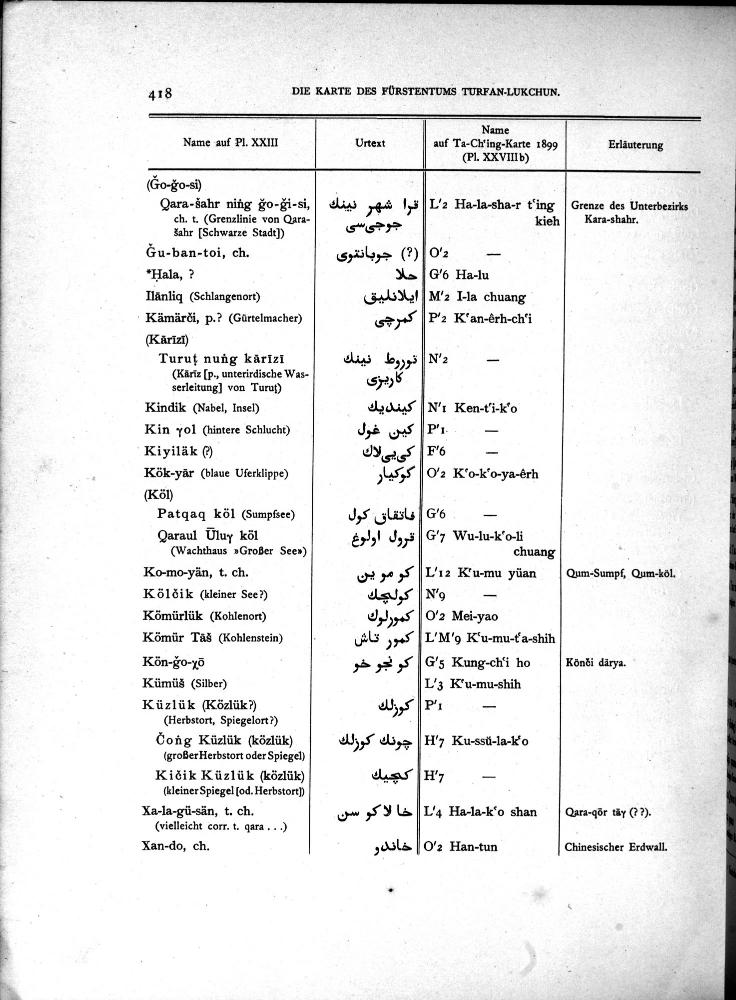 418 DIE KARTE DES FÜRSTENTUMS TURFAN-LUKCHUN.
Name auf Pl. XXIII | Urtext | Name auf Ta-Ch'ing-Karte 1899 (Pl. XXVIII b) | Erläuterung
(Ǧo-ǧo-si)
Qara-šahr ning ǧo-ǧi-si, قرا شهر نينك L'2 Ha-la-sha-r t'ing Grenze des Unterbezirks
ch. t. (Grenzlinie von Qara- جوجىسى kieh Kara-shahr.
šahr [Schwarze Stadt])
Ǧu-ban-toi, ch. (?) جوبانتوى O'2 —
*Ḥala, ? حلا G'6 Ha-lu
Ilānliq (Schlangenort) ايلانليق M'2 I-la chuang
Kämärči, p.? (Gürtelmacher) كمرچى P'2 K'an-êrh-ch'i
(Kārīzī)
Turuṭ nuṅg kārīzī توروط نينك N'2 —
(Kārīz [p., unterirdische Was- كاريزى
serleitung] von Turuṭ)
Kindik (Nabel, Insel) كينديك N'1 Ken-t'i-k'o
Kin γol (hintere Schlucht) كين غول P'1 —
Kiyiläk (?) كىيىلاك F'6 —
Kök-yār (blaue Uferklippe) كوكيار O'2 K'o-k'o-ya-êrh
(Köl)
Patqaq köl (Sumpfsee) فاتقاق كول G'6 —
Qaraul Ūluγ köl قرول اولوغ G'7 Wu-lu-k'o-li
(Wachthaus »Großer See») chuang
Ko-mo-yän, t. ch. كو مو ين L'12 K'u-mu yüan Qum-Sumpf, Qum-köl.
Kölčik (kleiner See?) كولچك N'9 —
Kömürlük (Kohlenort) كمورلوك O'2 Mei-yao
Kömür Tāš (Kohlenstein) كمور تاش L'M'9 K'u-mu-t'a-shih
Kön-ǧo-χō كو نجو خو G'5 Kung-ch'i ho Könči därya.
Kümüš (Silber) L'3 K'u-mu-shih
Küzlük (Közlük?) كوزلك P'1 —
(Herbstort, Spiegelort?)
Čoṅg Küzlük (közlük) چونك كوزلك H'7 Ku-ssŭ-la-k'o
(großer Herbstort oder Spiegel)
Kičik Küzlük (közlük) كچيك H'7 —
(kleiner Spiegel [od. Herbstort])
Xa-la-gü-sän, t. ch. خا لاكو سن L'4 Ha-la-k'o shan Qara-qōr tāγ (??).
(vielleicht corr. t. qara . . .)
Xan-do, ch. خاندو O'2 Han-tun Chinesischer Erdwall.